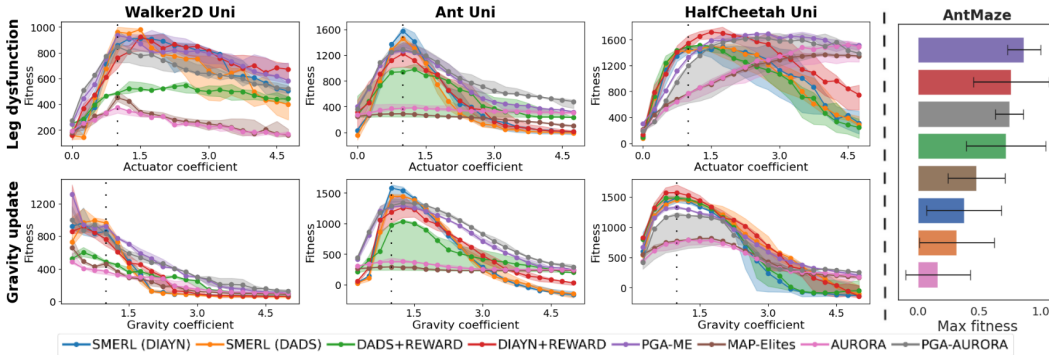 Walker2D Uni
Ant Uni
HalfCheetah Uni
AntMaze
Leg dysfunction
Fitness
1000
800
600
400
200
0.0 1.5 3.0 4.5
Actuator coefficient
Fitness
1600
1200
800
400
0
0.0 1.5 3.0 4.5
Actuator coefficient
Fitness
1600
1200
800
400
0
0.0 1.5 3.0 4.5
Actuator coefficient
Gravity update
Fitness
1200
800
400
0
1.5 3.0 4.5
Gravity coefficient
Fitness
1500
1000
500
0
1.5 3.0 4.5
Gravity coefficient
Fitness
1500
1000
500
0
1.5 3.0 4.5
Gravity coefficient
0.0 0.5 1.0
Max fitness
SMERL (DIAYN) SMERL (DADS) DADS+REWARD DIAYN+REWARD PGA-ME MAP-Elites AURORA PGA-AURORA